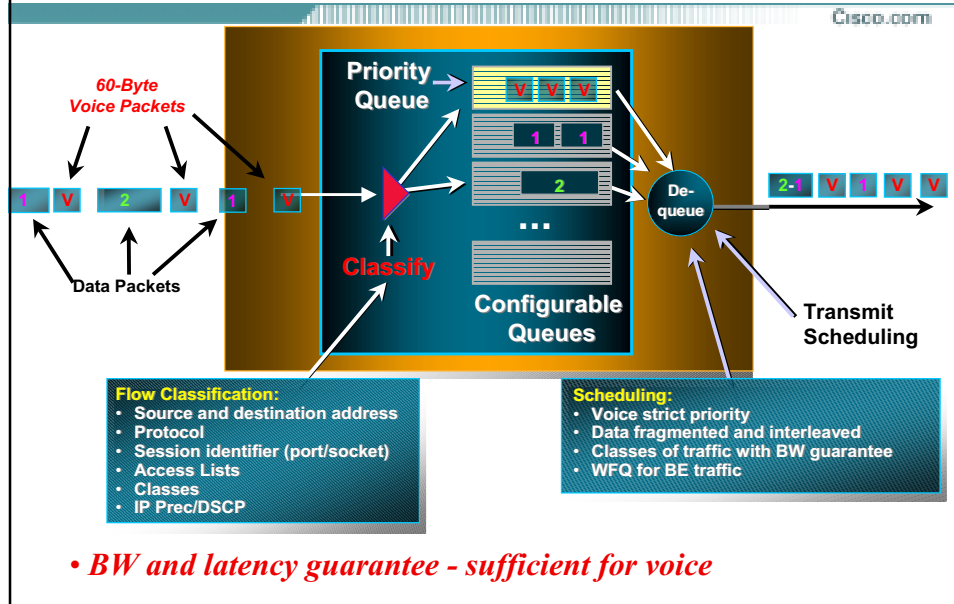 Cisco.com
60-Byte
Voice Packets
Priority
Queue
V V V
1 1
2
...
De-
queue
1 V 2 V 1 V
2-1 V 1 V V
Classify
Data Packets
Configurable
Queues
Transmit
Scheduling
Flow Classification:
• Source and destination address
• Protocol
• Session identifier (port/socket)
• Access Lists
• Classes
• IP Prec/DSCP
Scheduling:
• Voice strict priority
• Data fragmented and interleaved
• Classes of traffic with BW guarantee
• WFQ for BE traffic
• BW and latency guarantee - sufficient for voice